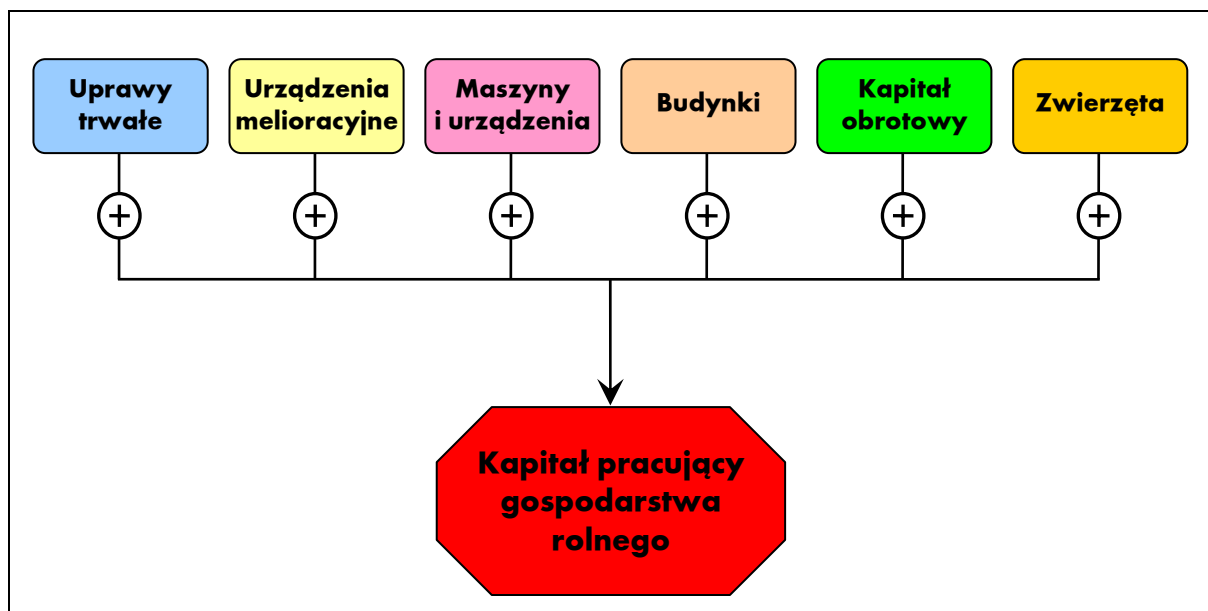 Uprawy
trwałe
Urządzenia
melioracyjne
Maszyny
i urządzenia
Budynki
Kapitał
obrotowy
Zwierzęta
+ + + + + +
Kapitał pracujący
gospodarstwa
rolnego